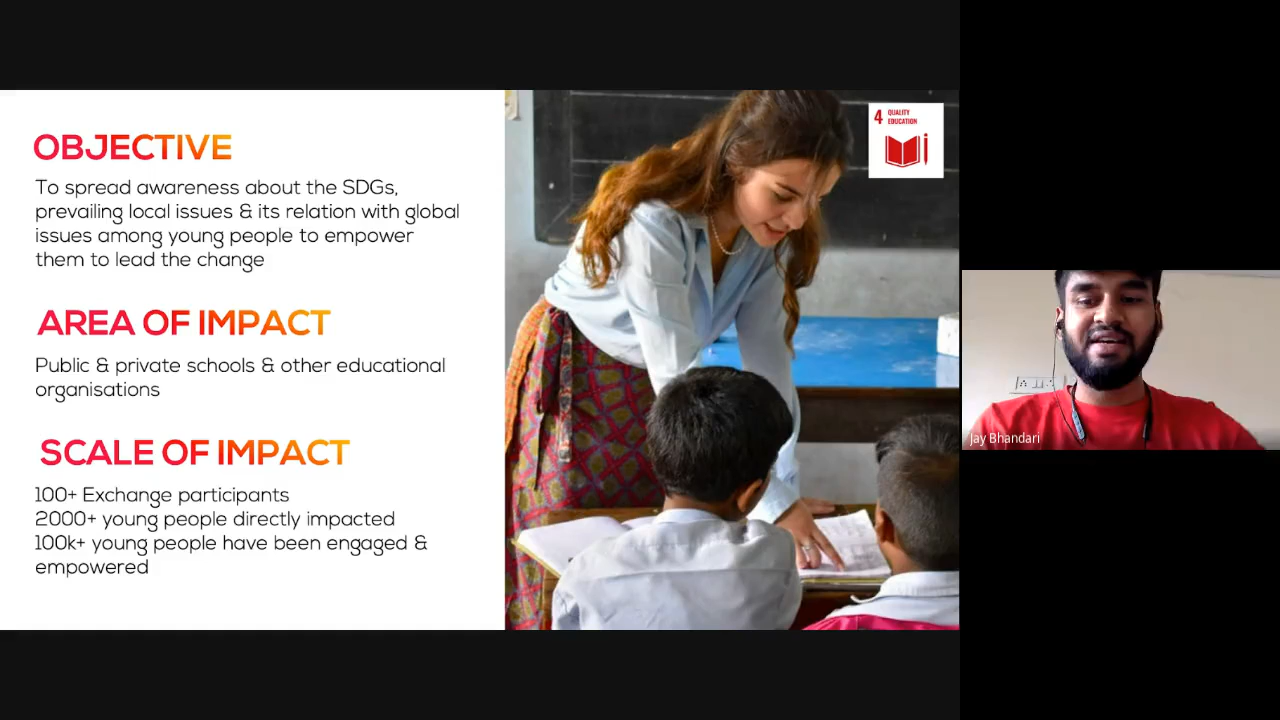 OBJECTIVE
To spread awareness about the SDGs,
prevailing local issues & its relation with global
issues among young people to empower
them to lead the change
AREA OF IMPACT
Public & private schools & other educational
organisations
SCALE OF IMPACT
100+ Exchange participants
2000+ young people directly impacted
100k+ young people have been engaged &
empowered
4 QUALITY
EDUCATION
Jay Bhandari